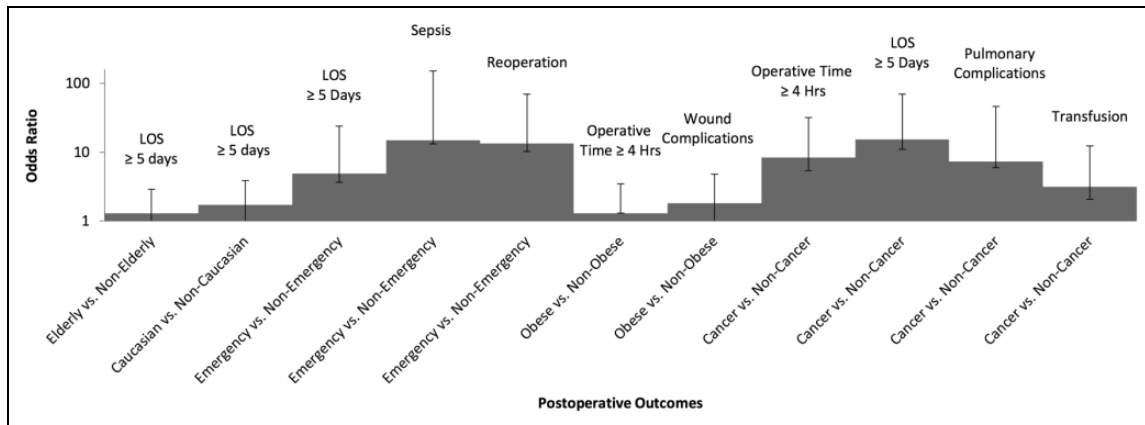 Sepsis
Reoperation
LOS
≥ 5 Days
Pulmonary
Complications
LOS
≥ 5 Days
Operative Time
≥ 4 Hrs
Wound
Complications
Transfusion
LOS
≥ 5 days
LOS
≥ 5 days
Operative
Time ≥ 4 Hrs
Odds Ratio
100
10
1
Elderly vs. Non-Elderly
Caucasian vs. Non-Caucasian
Emergency vs. Non-Emergency
Emergency vs. Non-Emergency
Emergency vs. Non-Emergency
Obese vs. Non-Obese
Obese vs. Non-Obese
Cancer vs. Non-Cancer
Cancer vs. Non-Cancer
Cancer vs. Non-Cancer
Cancer vs. Non-Cancer
Postoperative Outcomes